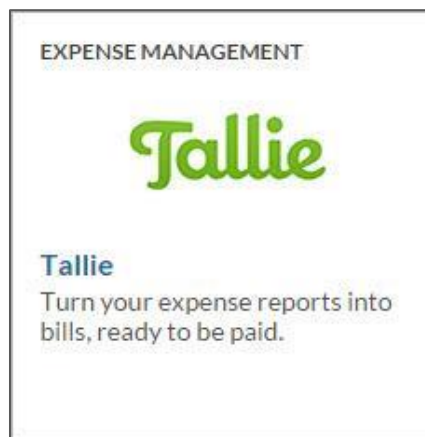 EXPENSE MANAGEMENT
Tallie
Tallie
Turn your expense reports into
bills, ready to be paid.